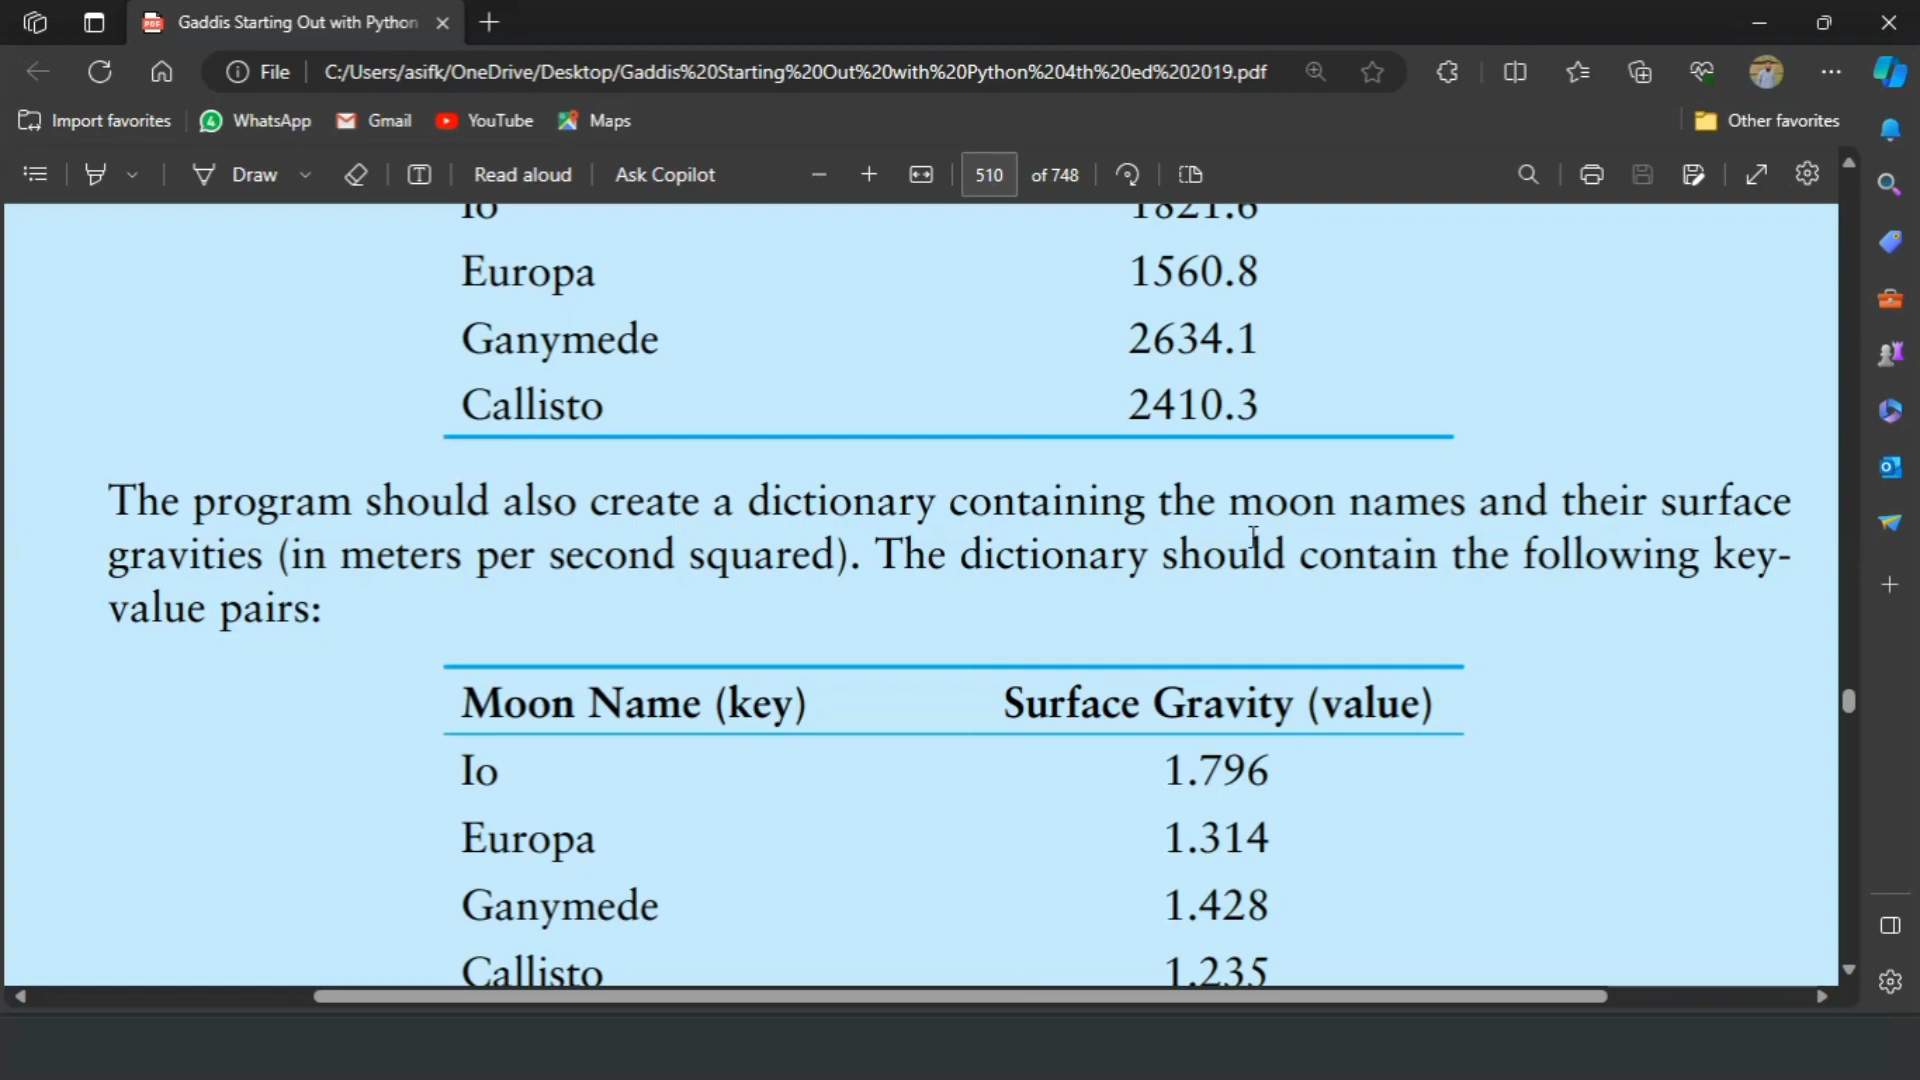 Gaddis Starting Out with Python
File
C:/Users/asifk/OneDrive/Desktop/Gaddis%20Starting%20Out%20with%20Python%204th%20ed%202019.pdf
Import favorites
WhatsApp
Gmail
YouTube
Maps
Other favorites
Draw
Read aloud
Ask Copilot
510 of 748
Io 1821.6
Europa 1560.8
Ganymede 2634.1
Callisto 2410.3
The program should also create a dictionary containing the moon names and their surface
gravities (in meters per second squared). The dictionary should contain the following key-
value pairs:
Moon Name (key) Surface Gravity (value)
Io 1.796
Europa 1.314
Ganymede 1.428
Callisto 1.235